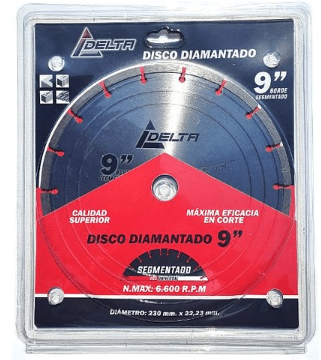 DELTA
DISCO DIAMANTADO
9”
BORDE
SEGMENTADO
DELTA
9”
CALIDAD
SUPERIOR
MÁXIMA EFICACIA
EN CORTE
DISCO DIAMANTADO 9”
SEGMENTADO
N.MAX: 6.600 R.P.M
DIÁMETRO: 230 mm. x 22,23 mm.